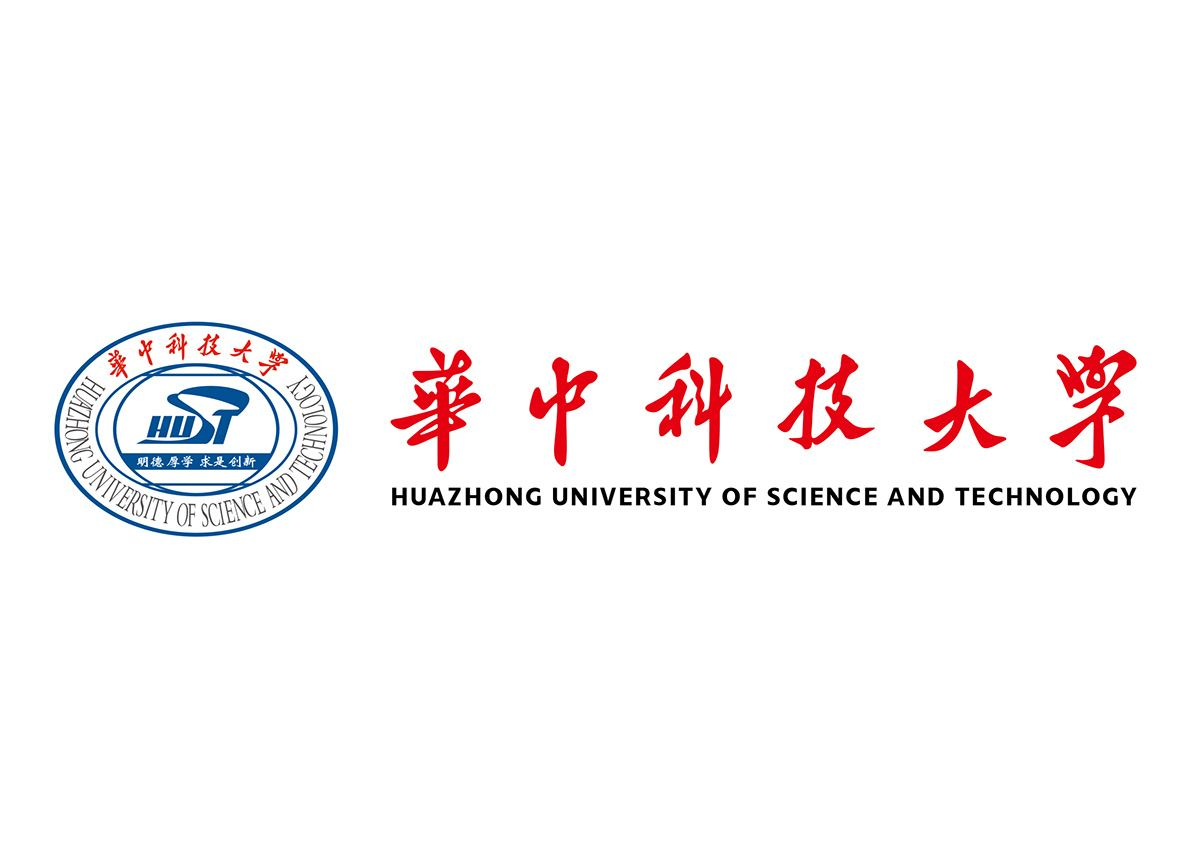 華中科技大学
HUAZHONG UNIVERSITY OF SCIENCE AND TECHNOLOGY
HUST
明德厚学 求是创新
華中科技大学
HUAZHONG UNIVERSITY OF SCIENCE AND TECHNOLOGY